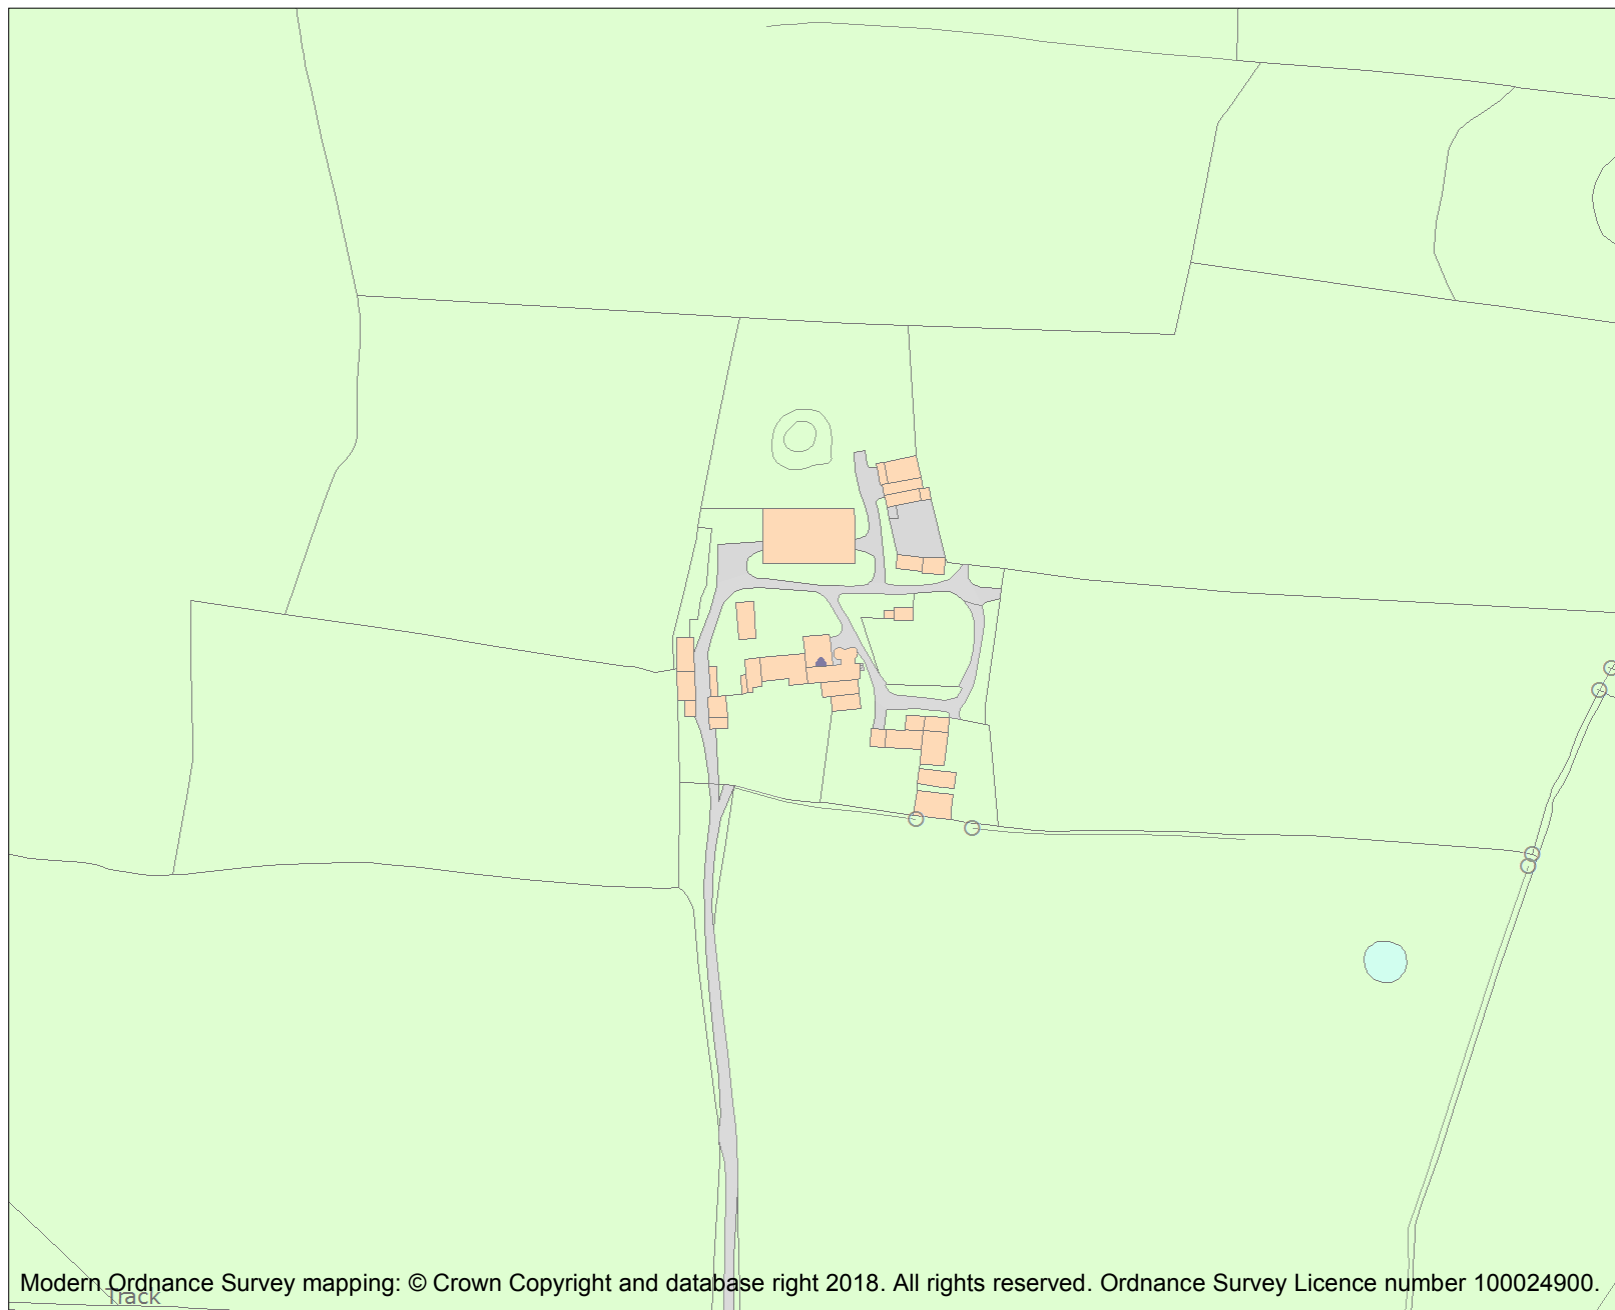 Modern Ordnance Survey mapping: © Crown Copyright and database right 2018. All rights reserved. Ordnance Survey Licence number 100024900.
Track